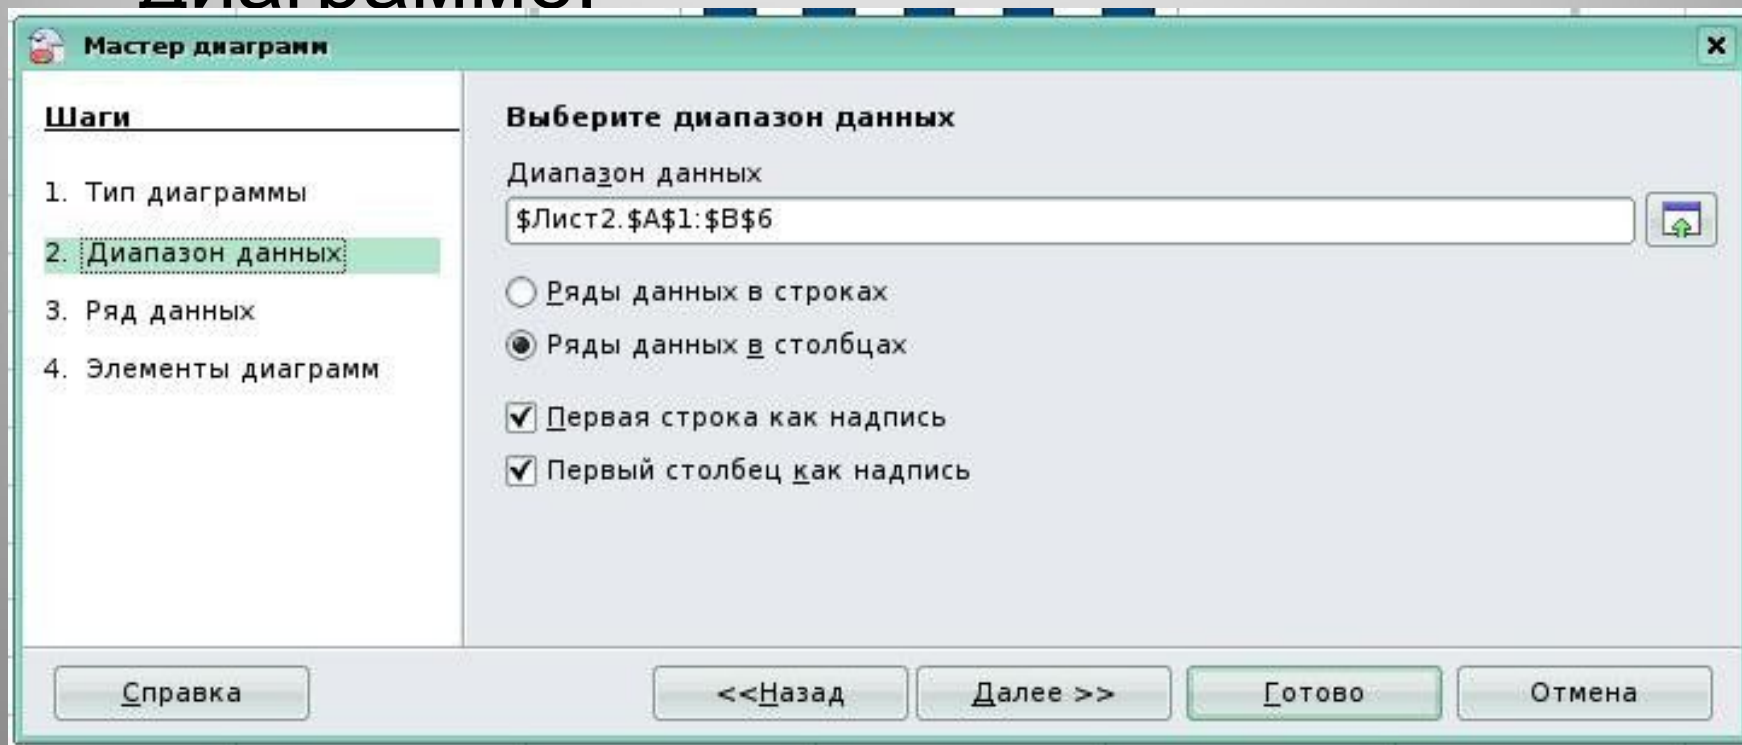 диаграмме.
Мастер диаграмм
Шаги
1. Тип диаграммы
2. Диапазон данных
3. Ряд данных
4. Элементы диаграмм
Выберите диапазон данных
Диапазон данных
$Лист2.$A$1:$B$6
Ряды данных в строках
Ряды данных в столбцах
Первая строка как надпись
Первый столбец как надпись
Справка
<<Назад
Далее >>
Готово
Отмена